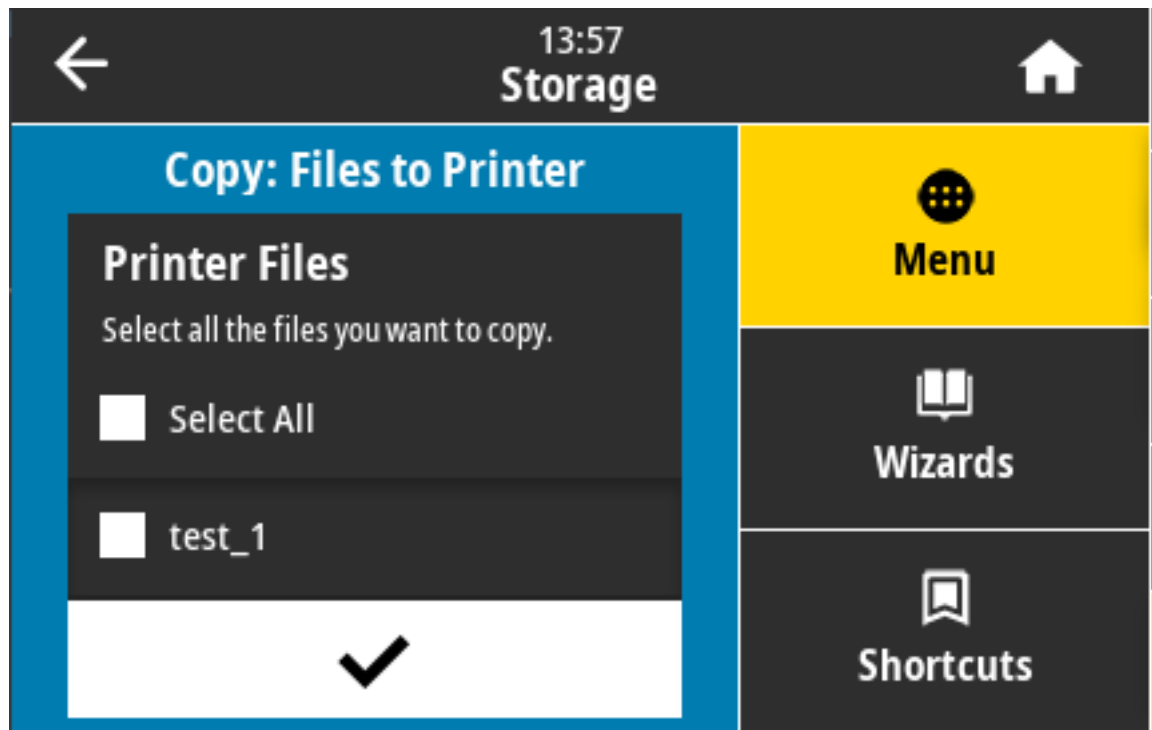 13:57
Storage
Copy: Files to Printer
Printer Files
Select all the files you want to copy.
Select All
test_1
Menu
Wizards
Shortcuts